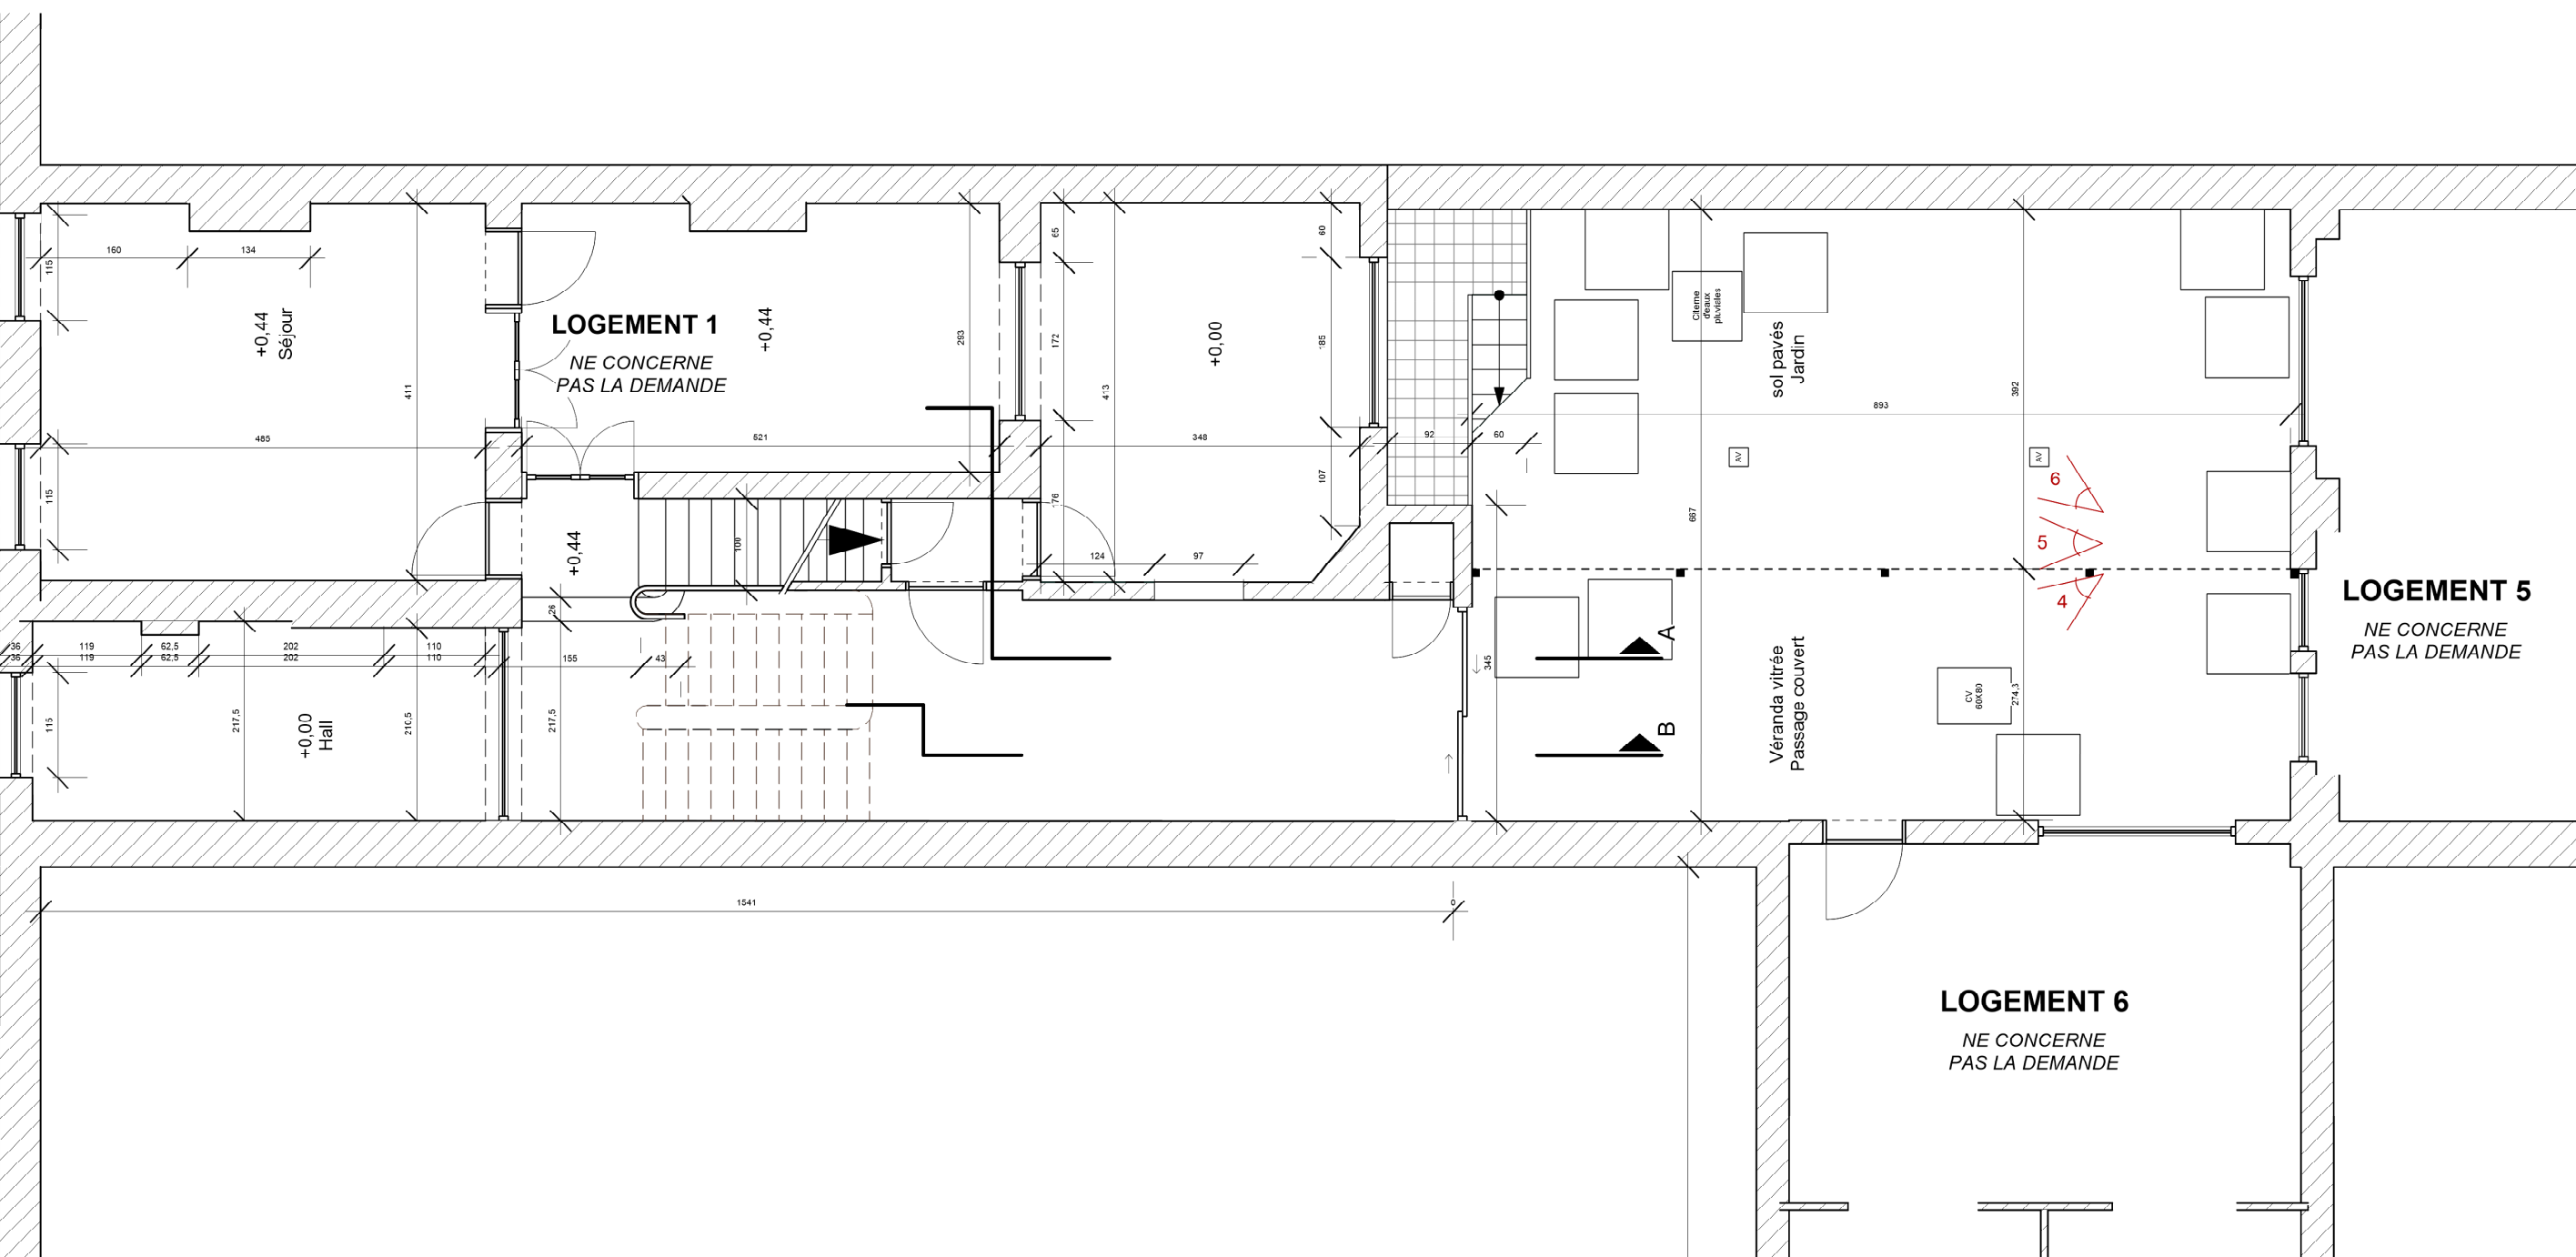 160
134
115
+0,44
Séjour
411
485
115
LOGEMENT 1
NE CONCERNE
PAS LA DEMANDE
+0,44
293
521
65
172
413
176
+0,00
60
185
107
348
124
97
92
60
+0,44
100
26
36
119
62,5
202
110
36
119
62,5
202
110
155
43
115
217,5
+0,00
Hall
210,5
217,5
345
Citerne
d'eaux
pluviales
sol pavés
Jardin
893
392
667
AV
AV
6
5
4
A
B
Véranda vitrée
Passage couvert
CV
60X80
274,3
LOGEMENT 5
NE CONCERNE
PAS LA DEMANDE
1541
0
LOGEMENT 6
NE CONCERNE
PAS LA DEMANDE